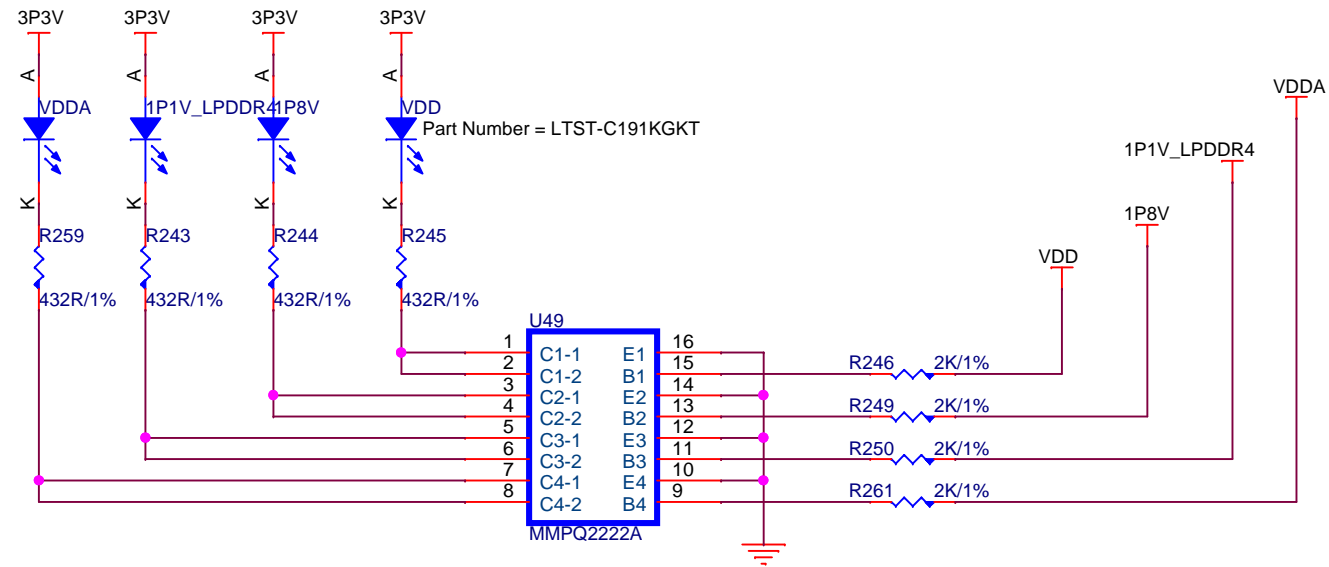 3P3V 3P3V 3P3V 3P3V
A A A A
VDDA
VDDA 1P1V_LPDDR4 1P8V VDD
Part Number = LTST-C191KGKT
1P1V_LPDDR4
K K K K
1P8V
R259 R243 R244 R245
VDD
432R/1% 432R/1% 432R/1% 432R/1%
U49
1 C1-1 E1 16
2 C1-2 B1 15 R246 2K/1%
3 C2-1 E2 14
4 C2-2 B2 13 R249 2K/1%
5 C3-1 E3 12
6 C3-2 B3 11 R250 2K/1%
7 C4-1 E4 10
8 C4-2 B4 9 R261 2K/1%
MMPQ2222A